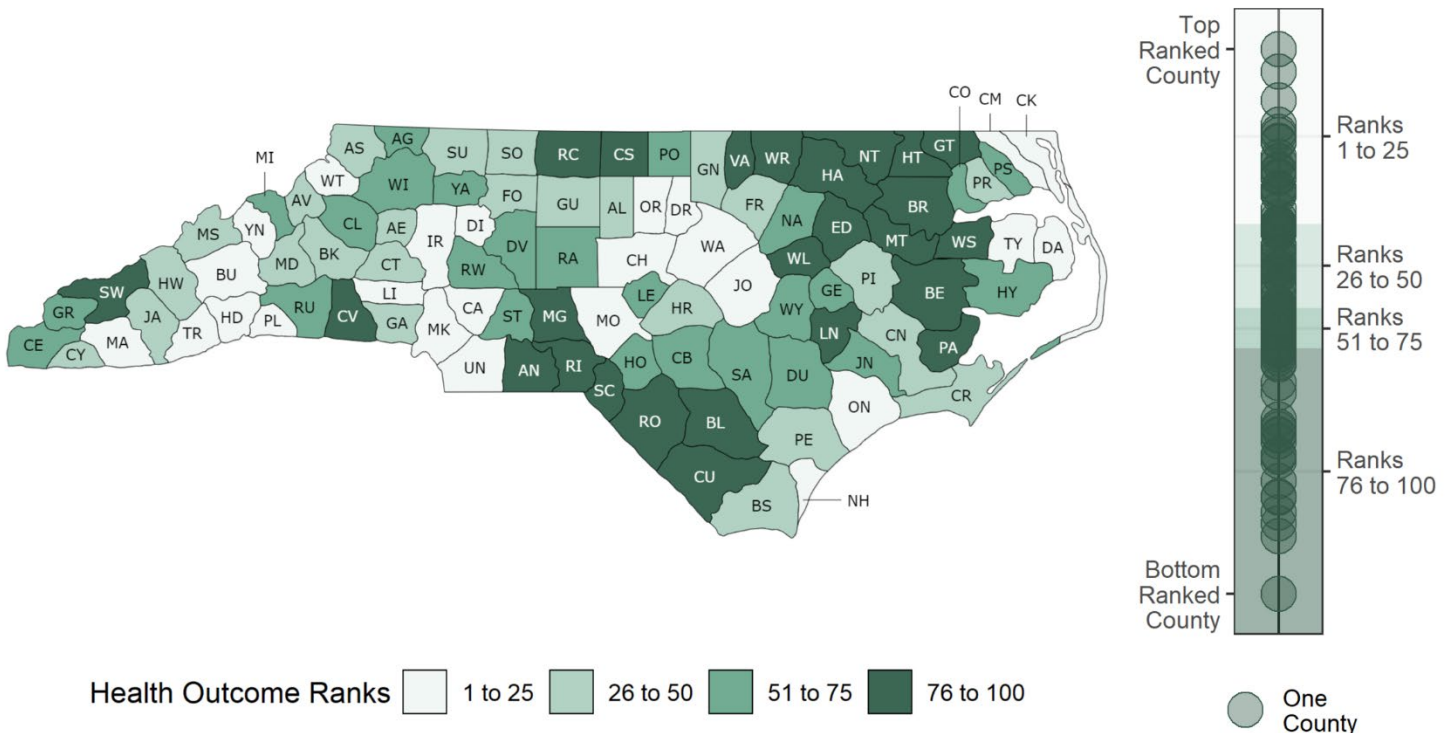 Top
Ranked
County
CO
CM
CK
Ranks
1 to 25
AS
AG
SU
SO
RC
CS
PO
GN
VA
WR
NT
HT
GT
MI
WT
WI
YA
FO
GU
AL
OR
DR
FR
HA
BR
PR
PS
AV
CL
AE
IR
DI
DV
RA
CH
WA
NA
ED
MT
WS
TY
DA
MS
YN
BK
MD
BU
CT
RW
JO
WL
PI
BE
HY
Ranks
26 to 50
SW
HW
RU
CV
LI
CA
ST
MG
MO
LE
HR
WY
GE
GR
JA
TR
HD
PL
GA
MK
LN
CN
PA
Ranks
51 to 75
CE
CY
MA
UN
AN
RI
SC
HO
CB
SA
DU
JN
ON
CR
RO
BL
PE
CU
BS
NH
Ranks
76 to 100
Bottom
Ranked
County
Health Outcome Ranks
1 to 25
26 to 50
51 to 75
76 to 100
One
County